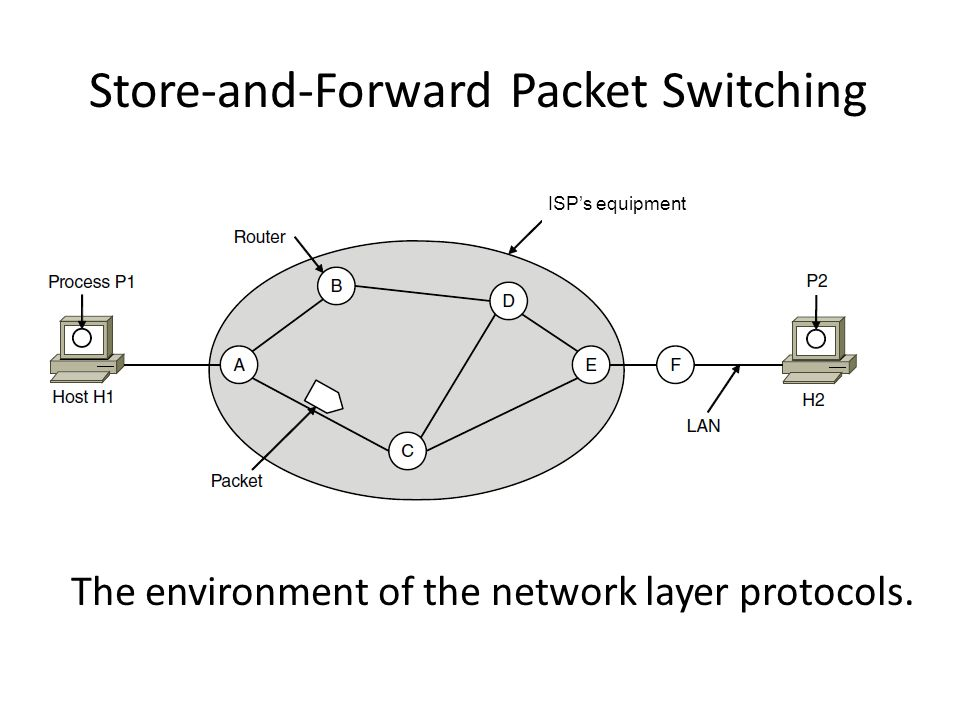 Store-and-Forward Packet Switching
ISP's equipment
Router
Process P1
B
P2
D
A
E
F
Host H1
H2
LAN
C
Packet
The environment of the network layer protocols.